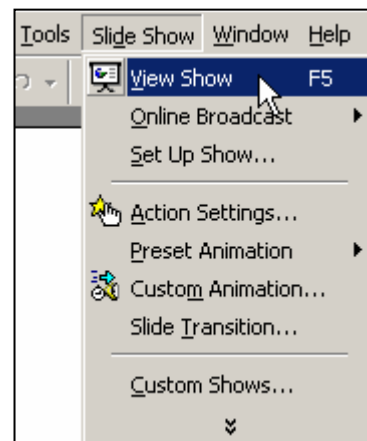 Tools Slide Show Window Help
View Show F5
Online Broadcast
Set Up Show...
Action Settings...
Preset Animation
Custom Animation...
Slide Transition...
Custom Shows...